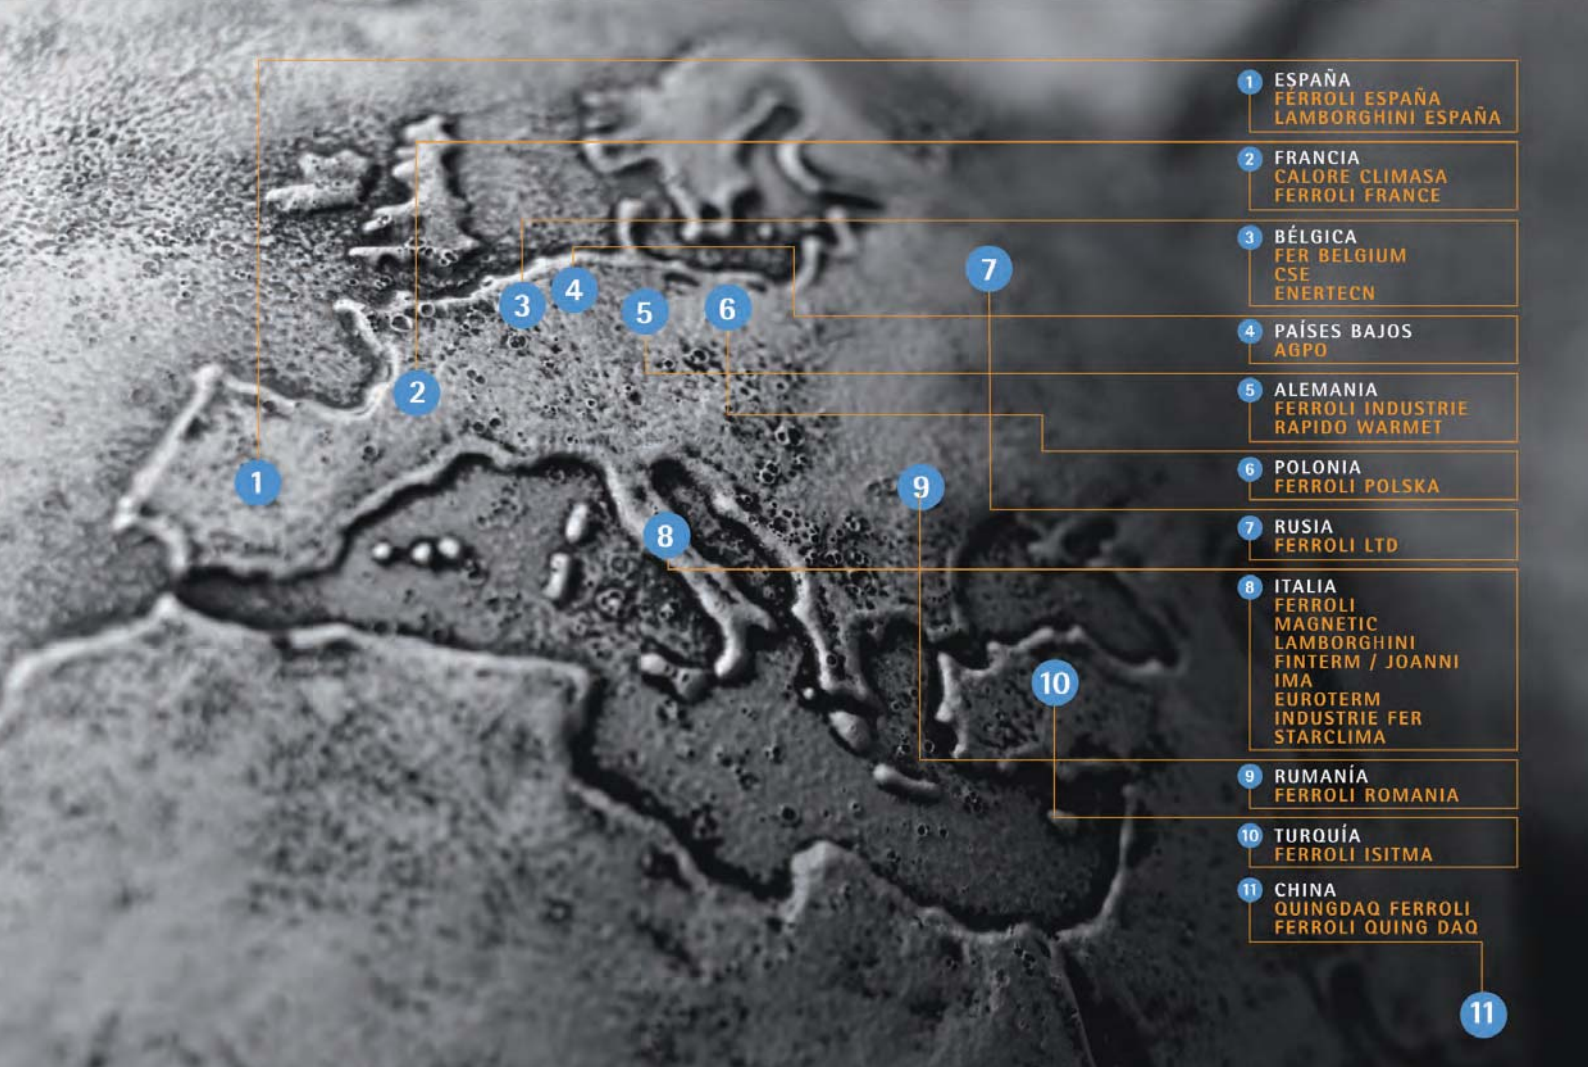 1 ESPAÑA
FERROLI ESPAÑA
LAMBORGHINI ESPAÑA
2 FRANCIA
CALORE CLIMASA
FERROLI FRANCE
3 BÉLGICA
FER BELGIUM
CSE
ENERTECN
4 PAÍSES BAJOS
AGPO
5 ALEMANIA
FERROLI INDUSTRIE
RAPIDO WARMET
6 POLONIA
FERROLI POLSKA
7 RUSIA
FERROLI LTD
8 ITALIA
FERROLI
MAGNETIC
LAMBORGHINI
FINTERM / JOANNI
IMA
EUROTERM
INDUSTRIE FER
STARCLIMA
9 RUMANÍA
FERROLI ROMANIA
10 TURQUÍA
FERROLI ISITMA
11 CHINA
QUINGDAQ FERROLI
FERROLI QUING DAQ
7
4
3
6
5
2
1
9
8
10
11